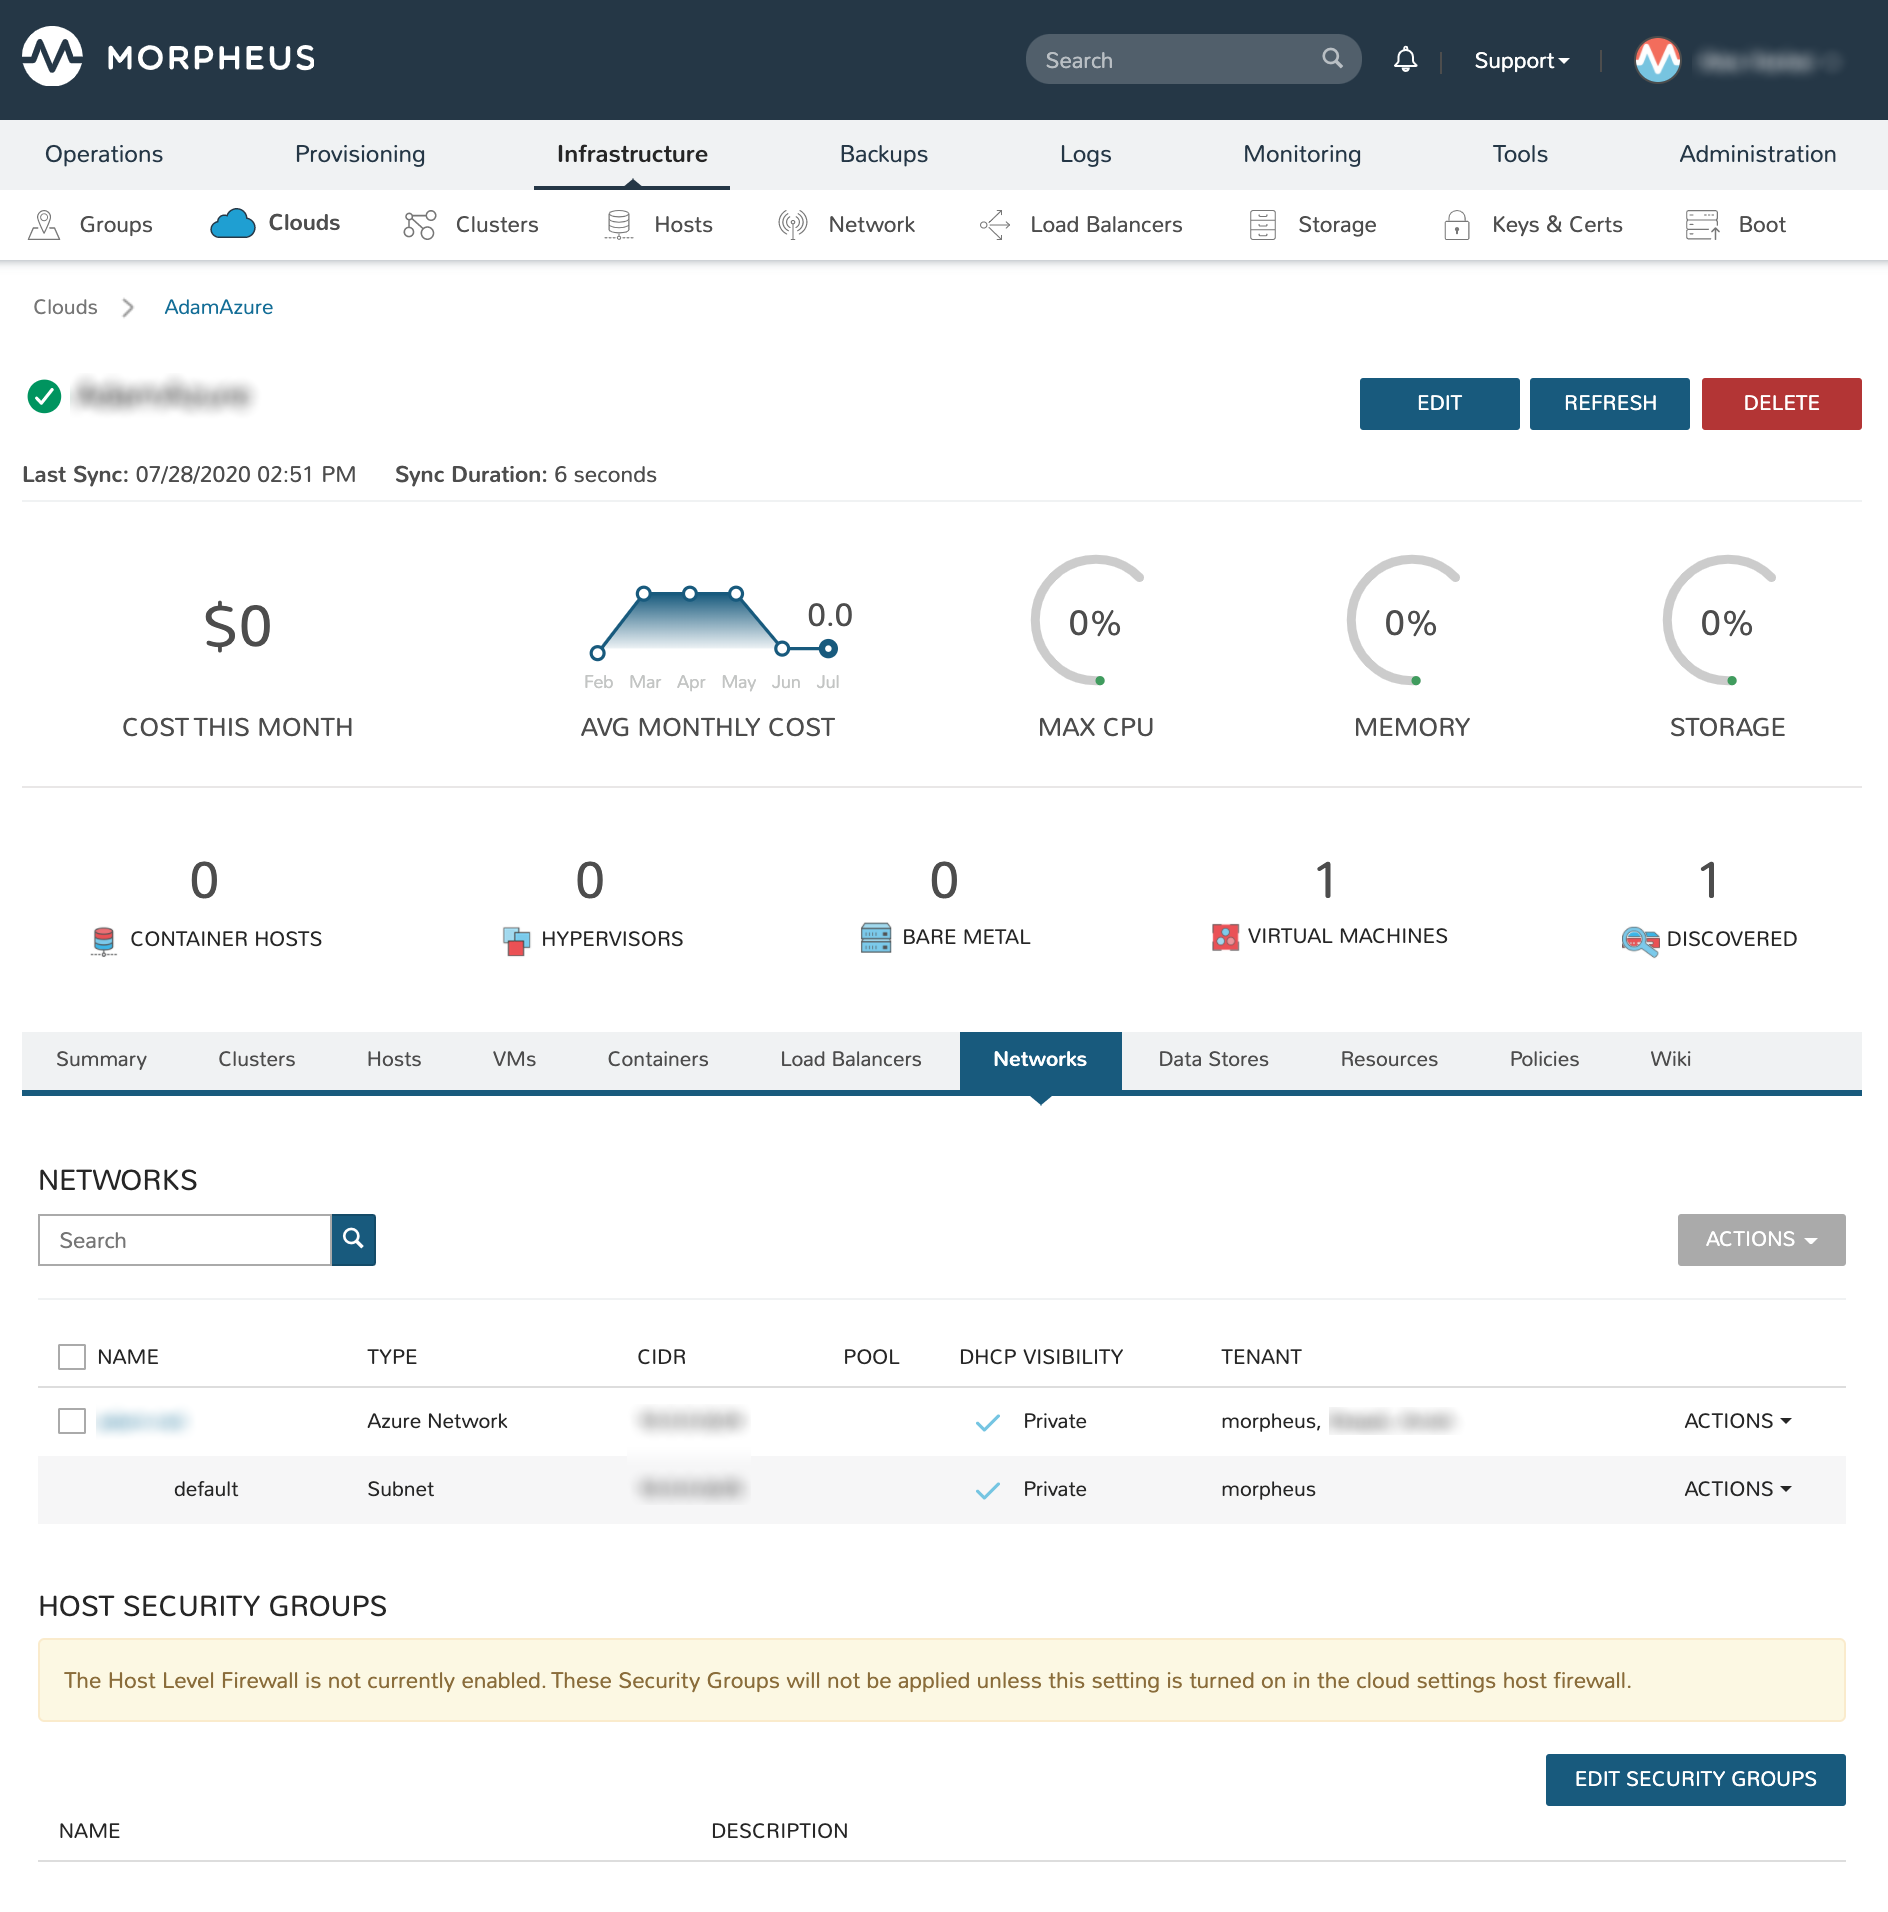 MORPHEUS
Search
Support
Operations Provisioning Infrastructure Backups Logs Monitoring Tools Administration
Groups Clouds Clusters Hosts Network Load Balancers Storage Keys & Certs Boot
Clouds AdamAzure
EDIT REFRESH DELETE
Last Sync: 07/28/2020 02:51 PM Sync Duration: 6 seconds
$0
0.0
Feb Mar Apr May Jun Jul
0% 0% 0%
COST THIS MONTH AVG MONTHLY COST MAX CPU MEMORY STORAGE
0 0 0 1 1
CONTAINER HOSTS HYPERVISORS BARE METAL VIRTUAL MACHINES DISCOVERED
Summary Clusters Hosts VMs Containers Load Balancers Networks Data Stores Resources Policies Wiki
NETWORKS
Search
ACTIONS
NAME TYPE CIDR POOL DHCP VISIBILITY TENANT
Azure Network Private morpheus, ACTIONS
default Subnet Private morpheus ACTIONS
HOST SECURITY GROUPS
The Host Level Firewall is not currently enabled. These Security Groups will not be applied unless this setting is turned on in the cloud settings host firewall.
EDIT SECURITY GROUPS
NAME DESCRIPTION